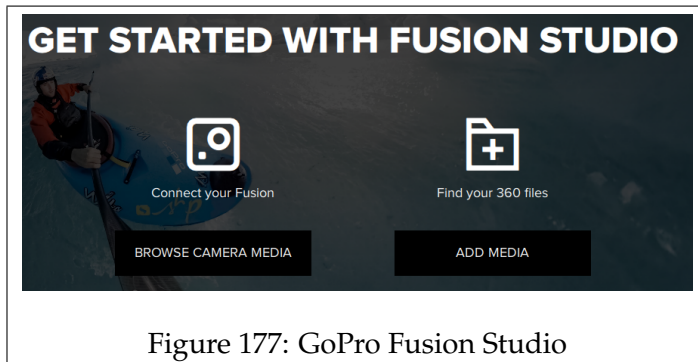 GET STARTED WITH FUSION STUDIO
Connect your Fusion
Find your 360 files
BROWSE CAMERA MEDIA
ADD MEDIA
Figure 177: GoPro Fusion Studio